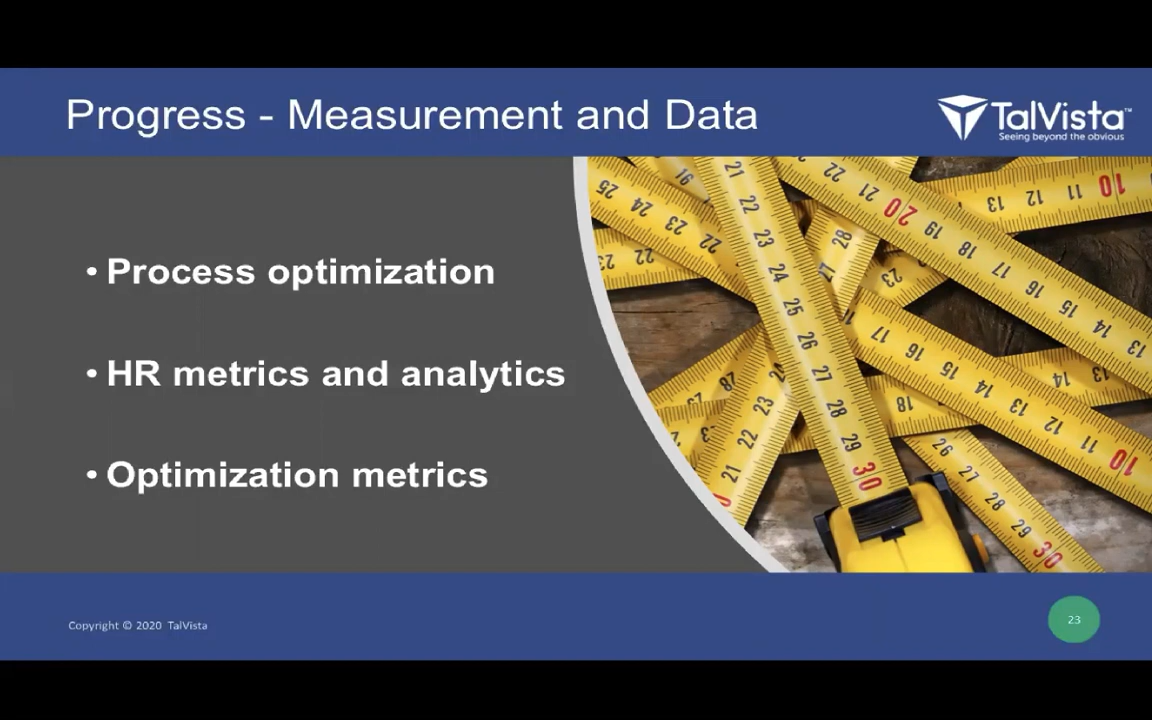 Progress - Measurement and Data
TalVista™
Seeing beyond the obvious
• Process optimization
• HR metrics and analytics
• Optimization metrics
Copyright © 2020 TalVista
23